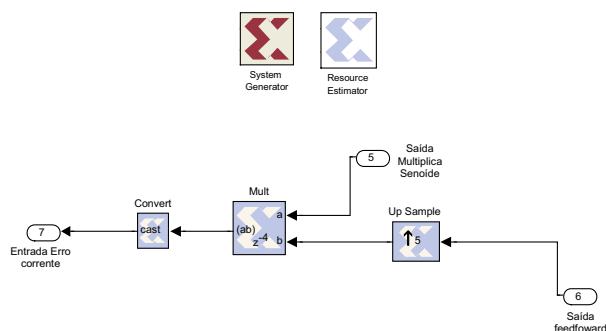 System
Generator
Resource
Estimator
5
Saída
Multiplica
Senoíde
Mult
a
(ab)
z-4
b
Convert
cast
Up Sample
5
7
Entrada Erro
corrente
6
Saída
feedfoward